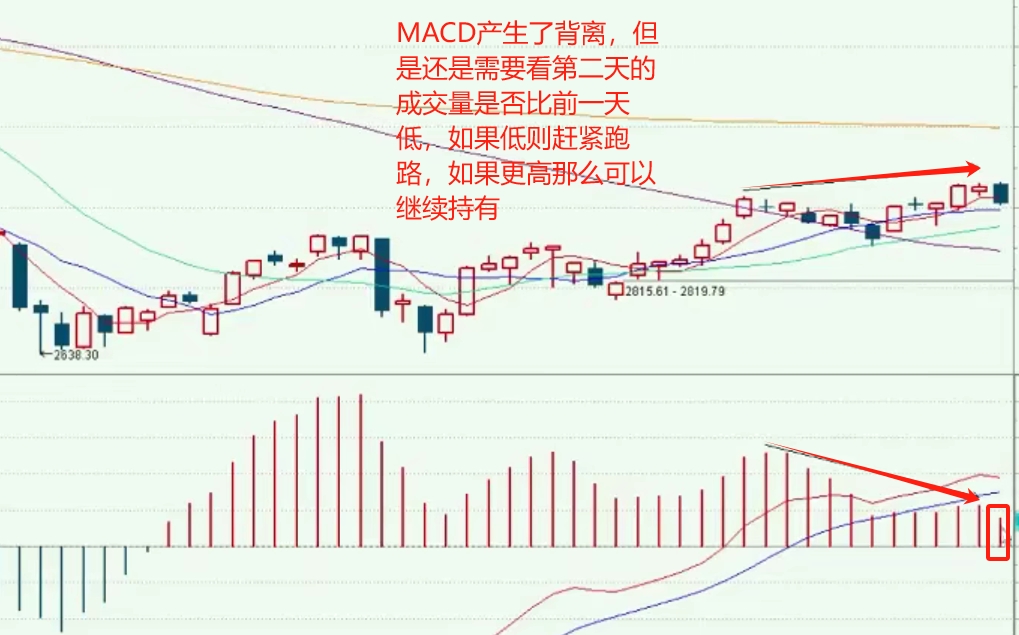 MACD产生了背离，但
是还是需要看第二天的
成交量是否比前一天
低，如果低则赶紧跑
路，如果更高那么可以
继续持有
2815.61 - 2819.79
2638.30